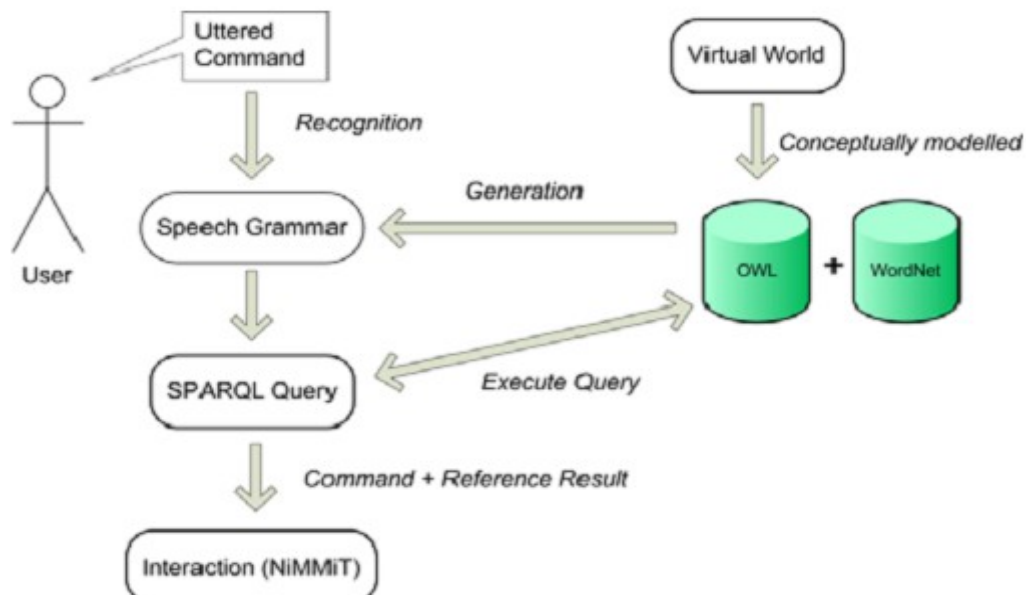 Uttered
Command
Virtual World
Recognition
Conceptually modelled
Generation
Speech Grammar
OWL
+
WordNet
User
SPARQL Query
Execute Query
Command + Reference Result
Interaction (NiMMiT)